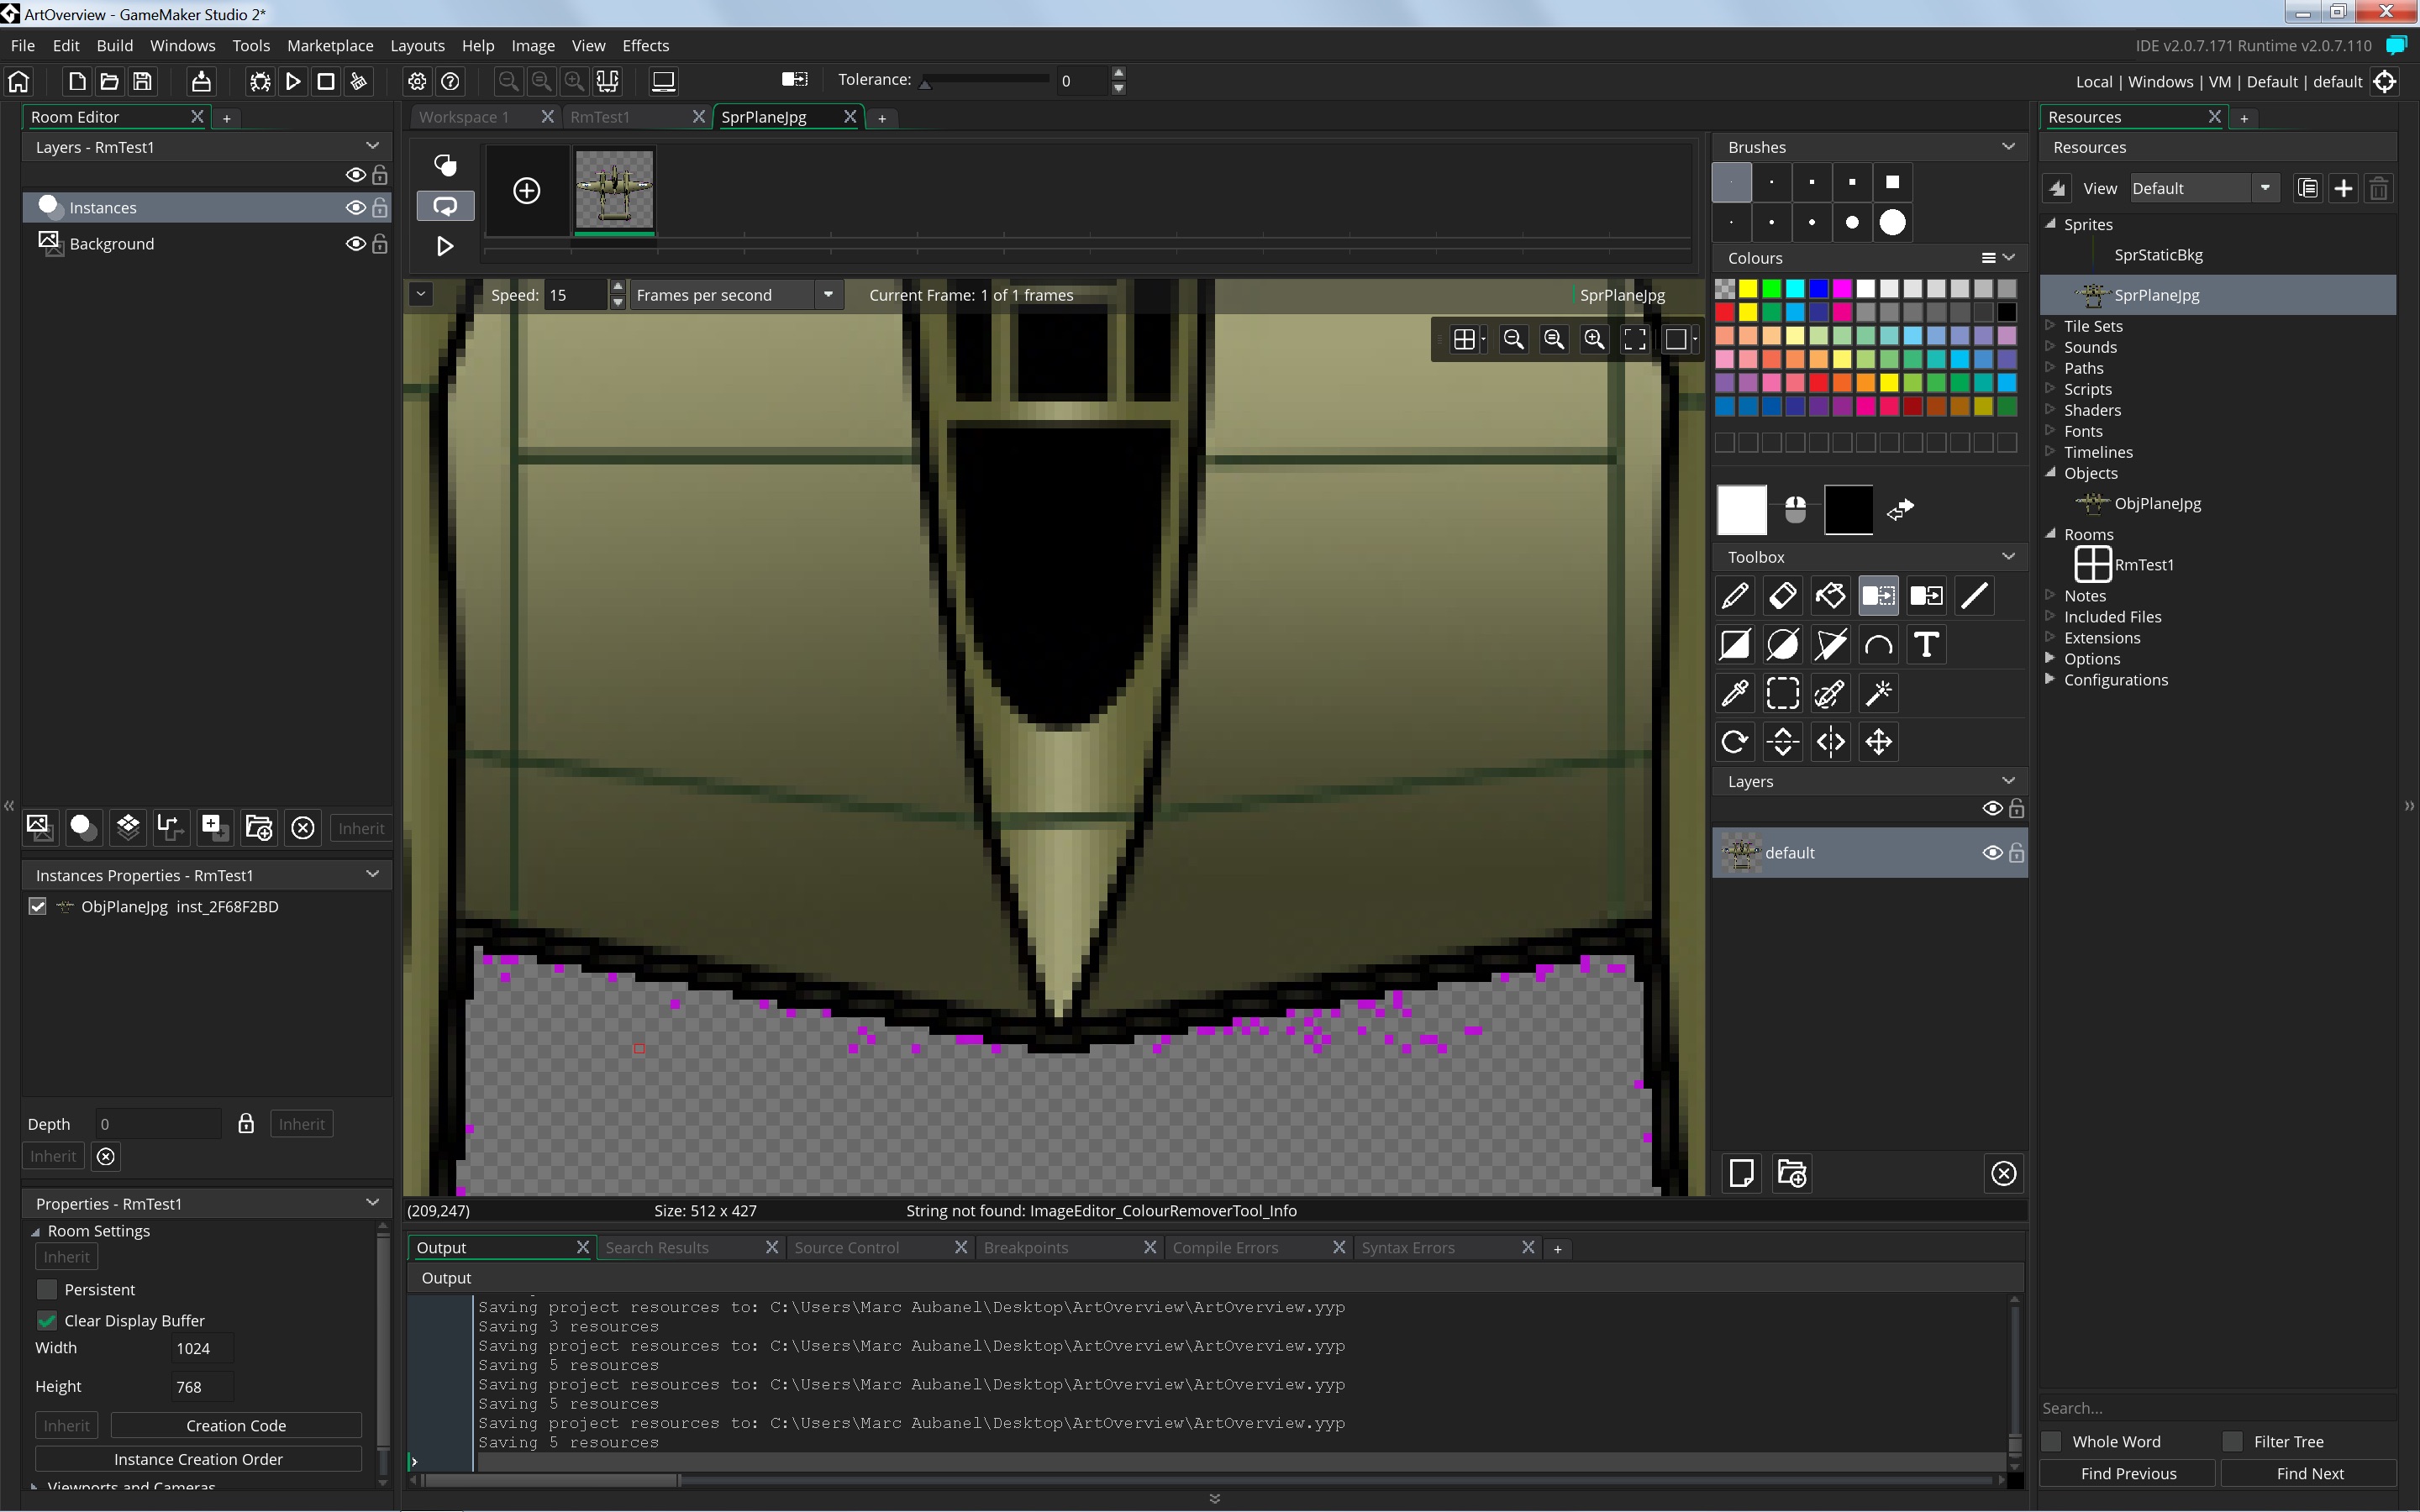 ArtOverview - GameMaker Studio 2*
File Edit Build Windows Tools Marketplace Layouts Help Image View Effects
IDE v2.0.7.171 Runtime v2.0.7.110
Tolerance: 0
Local | Windows | VM | Default | default
Room Editor
Layers - RmTest1
Instances
Background
Inherit
Instances Properties - RmTest1
ObjPlaneJpg inst_2F68F2BD
Depth 0 Inherit
Inherit
Properties - RmTest1
Room Settings
Inherit
Persistent
Clear Display Buffer
Width 1024
Height 768
Inherit Creation Code
Instance Creation Order
Viewports and Cameras
Workspace 1 RmTest1 SprPlaneJpg
Speed: 15 Frames per second Current Frame: 1 of 1 frames SprPlaneJpg
(209,247) Size: 512 x 427 String not found: ImageEditor_ColourRemoverTool_Info
Output Search Results Source Control Breakpoints Compile Errors Syntax Errors
Output
Saving project resources to: C:\Users\Marc Aubanel\Desktop\ArtOverview\ArtOverview.yyp
Saving 3 resources
Saving project resources to: C:\Users\Marc Aubanel\Desktop\ArtOverview\ArtOverview.yyp
Saving 5 resources
Saving project resources to: C:\Users\Marc Aubanel\Desktop\ArtOverview\ArtOverview.yyp
Saving 5 resources
Saving project resources to: C:\Users\Marc Aubanel\Desktop\ArtOverview\ArtOverview.yyp
Saving 5 resources
Brushes
Colours
Toolbox
Layers
default
Resources
Resources
View Default
Sprites
SprStaticBkg
SprPlaneJpg
Tile Sets
Sounds
Paths
Scripts
Shaders
Fonts
Timelines
Objects
ObjPlaneJpg
Rooms
RmTest1
Notes
Included Files
Extensions
Options
Configurations
Search...
Whole Word Filter Tree
Find Previous Find Next